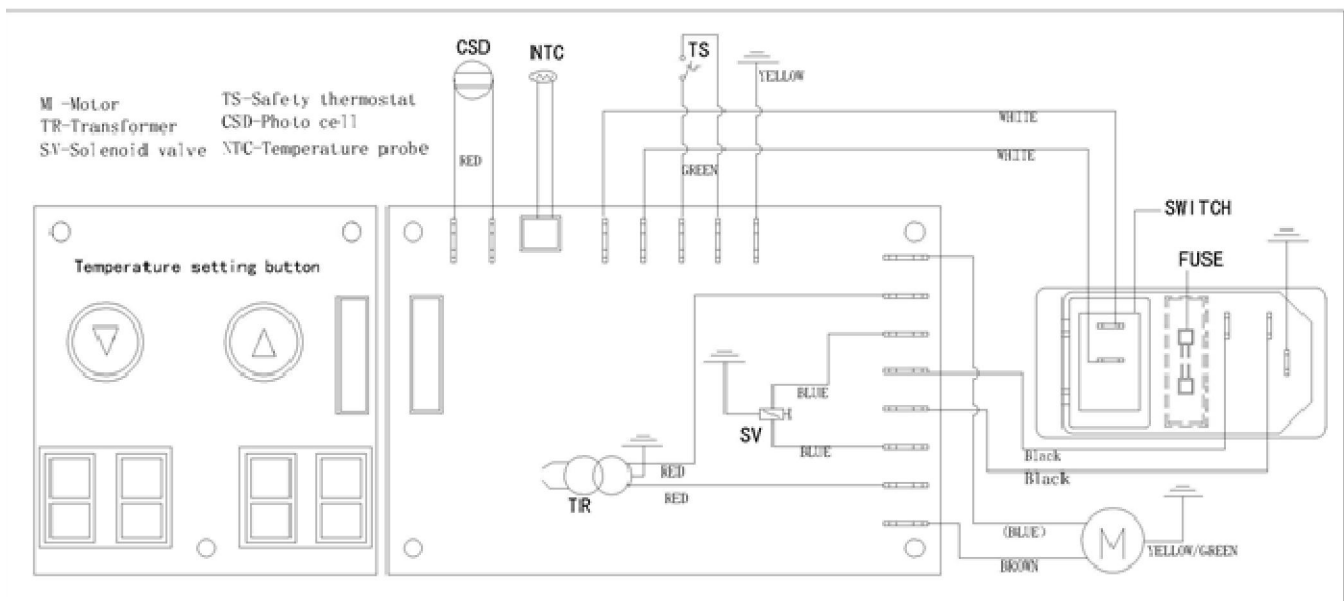 M -Motor
TR-Transformer
SV-Solenoid valve
TS-Safety thermostat
CSD-Photo cell
NTC-Temperature probe
CSD
NTC
TS
YELLOW
RED
GREEN
WHITE
WHITE
SWITCH
FUSE
Temperature setting button
BLUE
SV
BLUE
RED
RED
TR
Black
Black
(BLUE)
M
YELLOW/GREEN
BROWN